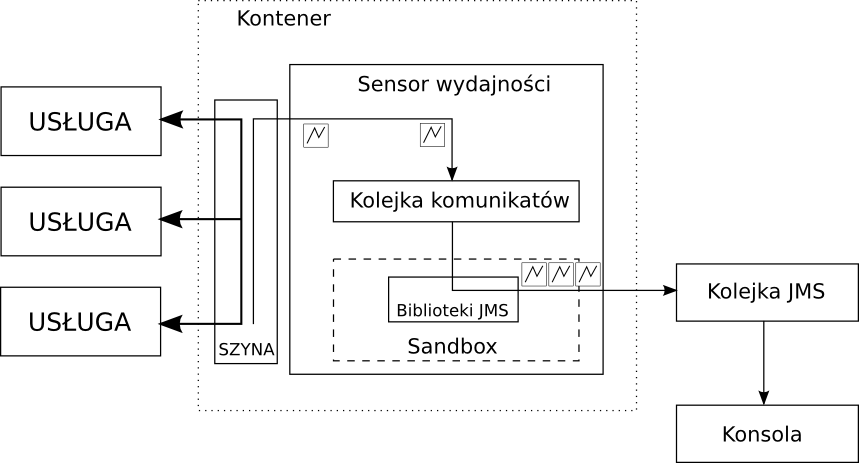 Kontener
Sensor wydajności
USŁUGA
Kolejka komunikatów
USŁUGA
Kolejka JMS
Biblioteki JMS
USŁUGA
SZYNA
Sandbox
Konsola